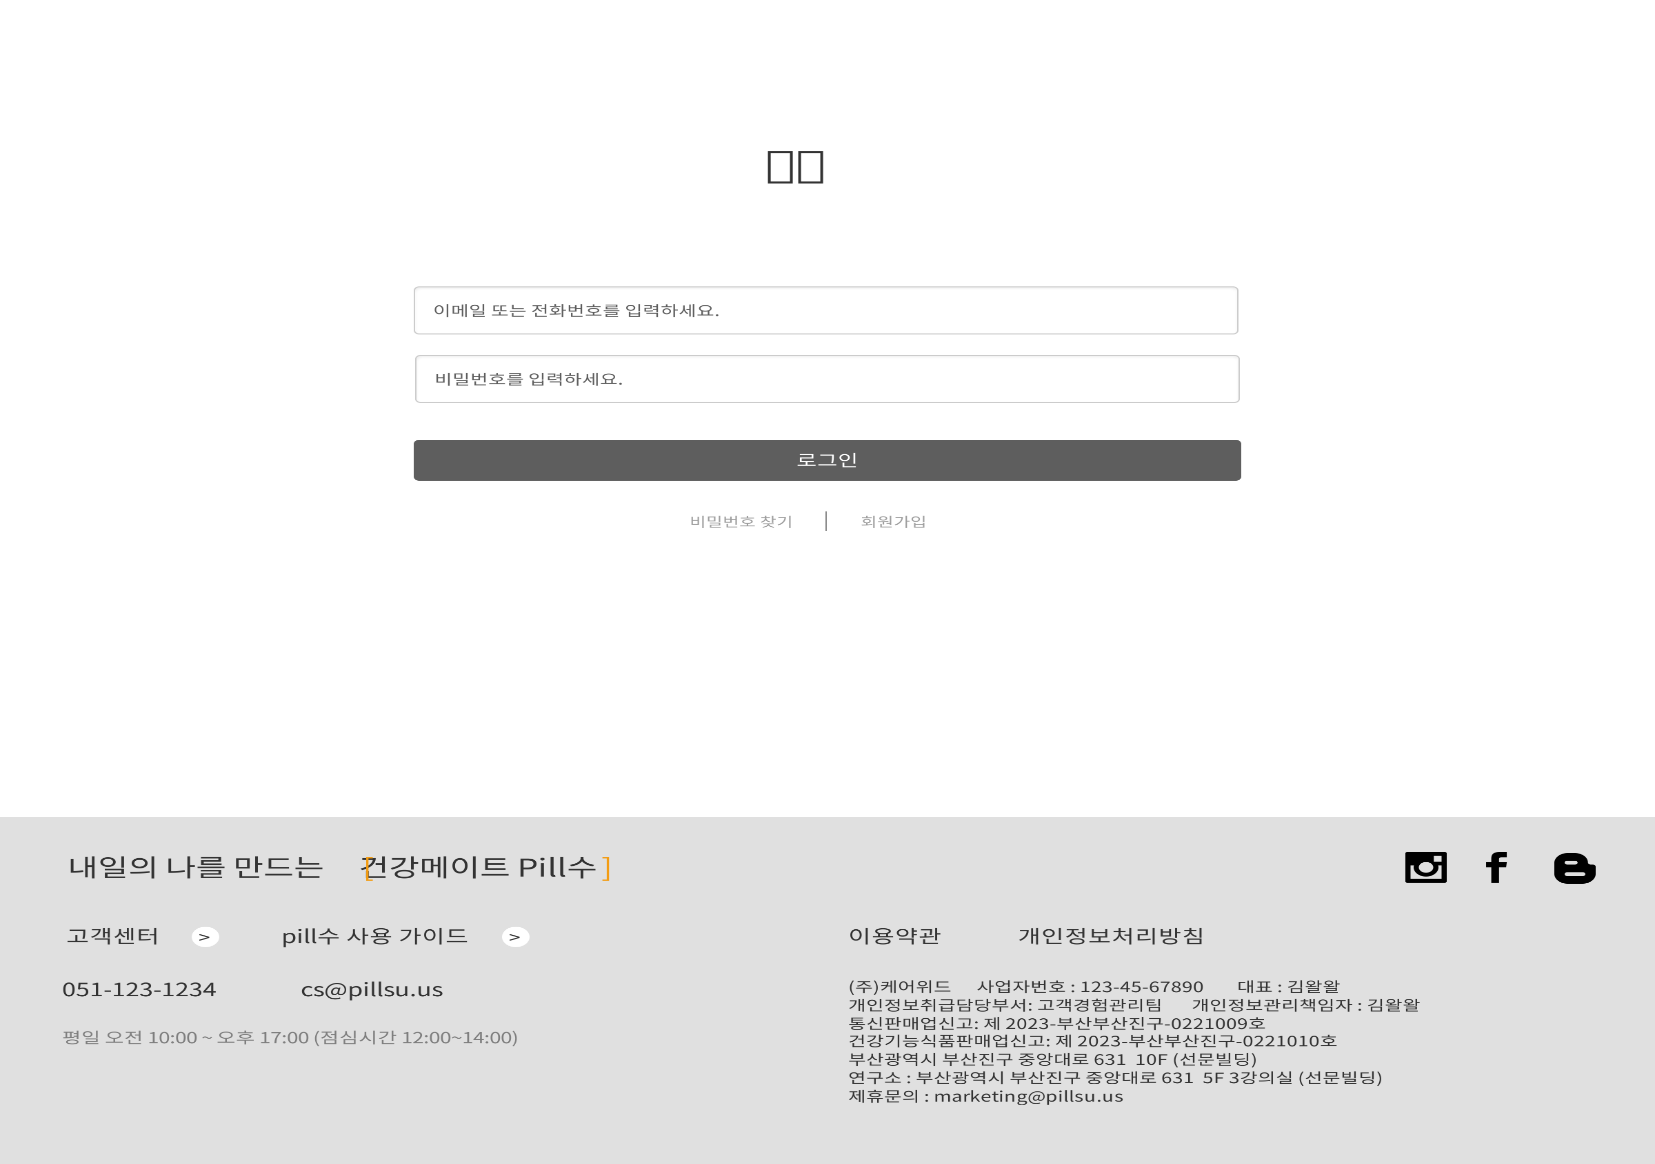 이메일 또는 전화번호를 입력하세요.
비밀번호를 입력하세요.
로그인
비밀번호 찾기 | 회원가입
내일의 나를 만드는 [건강메이트 Pill수]
고객센터 > pill수 사용 가이드 >
051-123-1234 cs@pillsu.us
평일 오전 10:00 ~ 오후 17:00 (점심시간 12:00~14:00)
이용약관 개인정보처리방침
(주)케어위드 사업자번호 : 123-45-67890 대표 : 김왈왈
개인정보취급담당부서: 고객경험관리팀 개인정보관리책임자 : 김왈왈
통신판매업신고: 제 2023-부산부산진구-0221009호
건강기능식품판매업신고: 제 2023-부산부산진구-0221010호
부산광역시 부산진구 중앙대로 631 10F (선문빌딩)
연구소 : 부산광역시 부산진구 중앙대로 631 5F 3강의실 (선문빌딩)
제휴문의 : marketing@pillsu.us